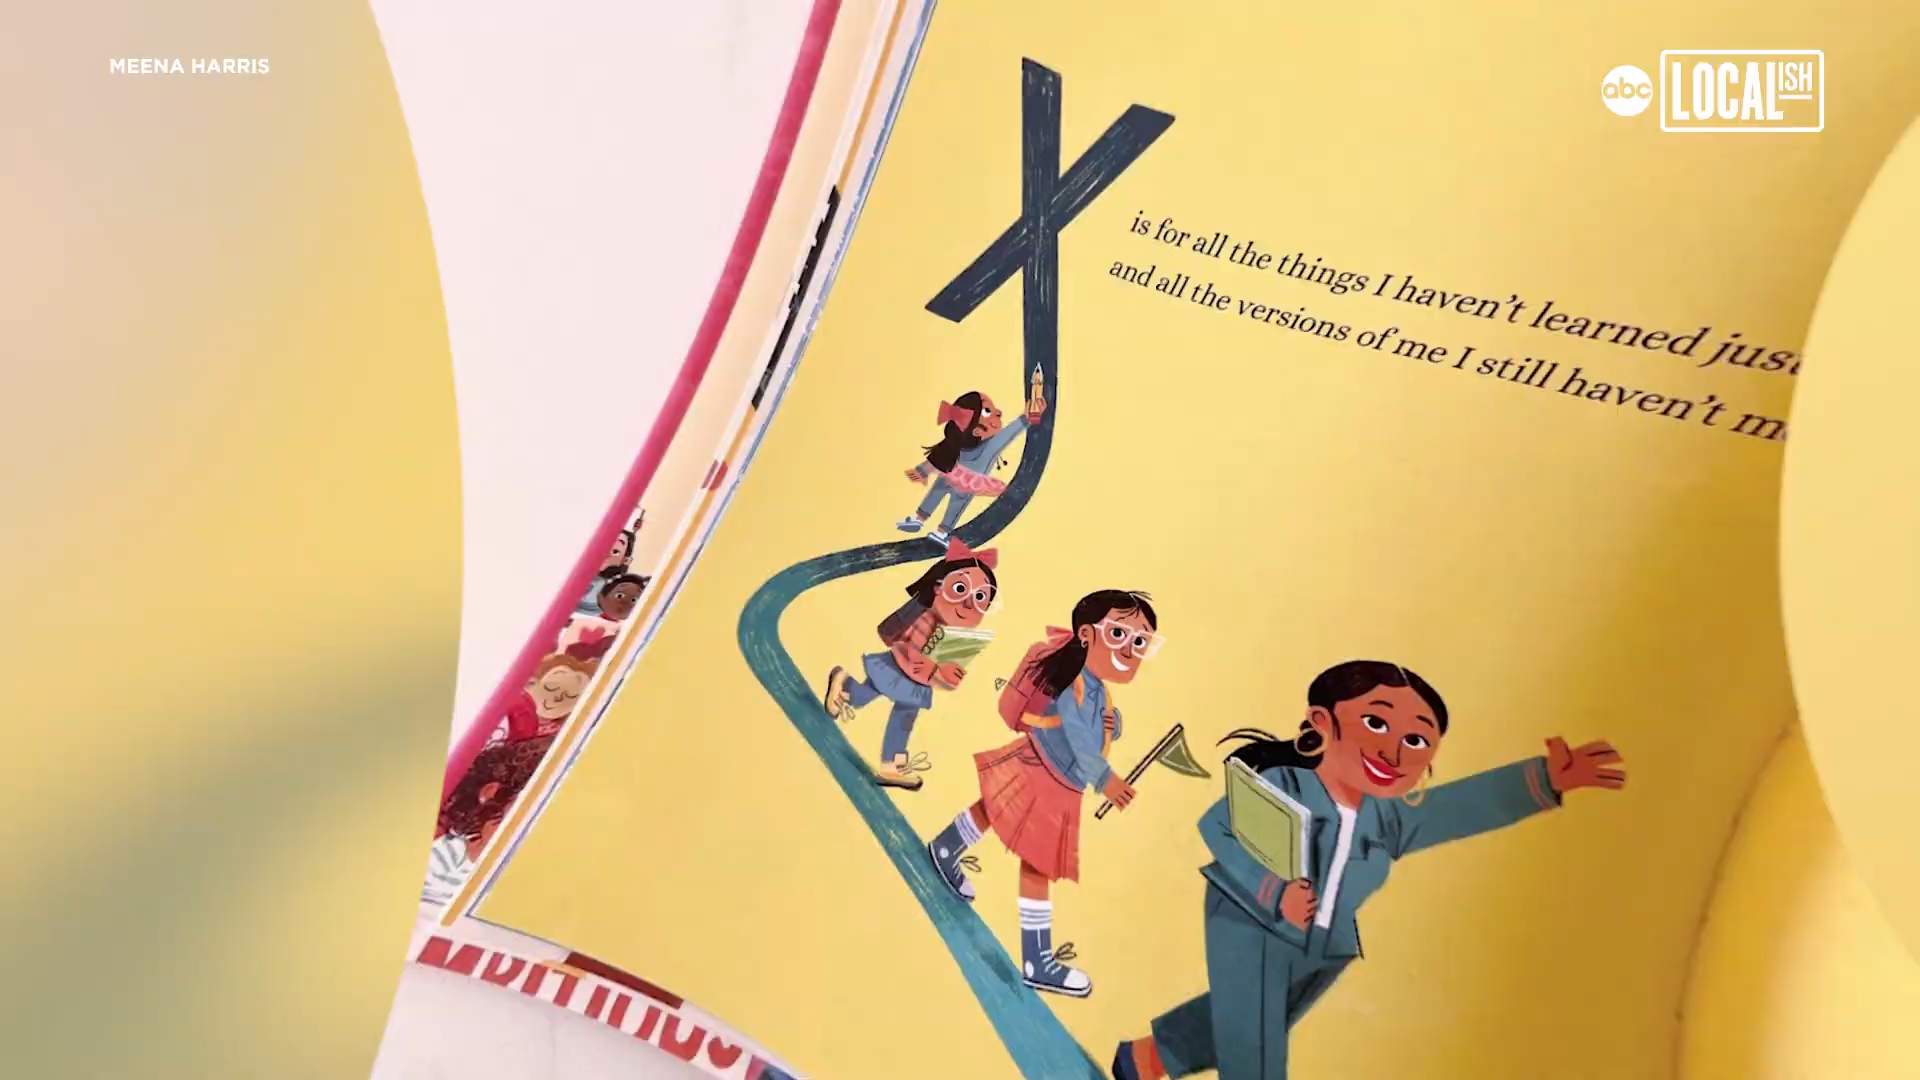 MEENA HARRIS
abc LOCALISH
X
is for all the things I haven't learned
and all the versions of me I still haven't
MBITIOUS